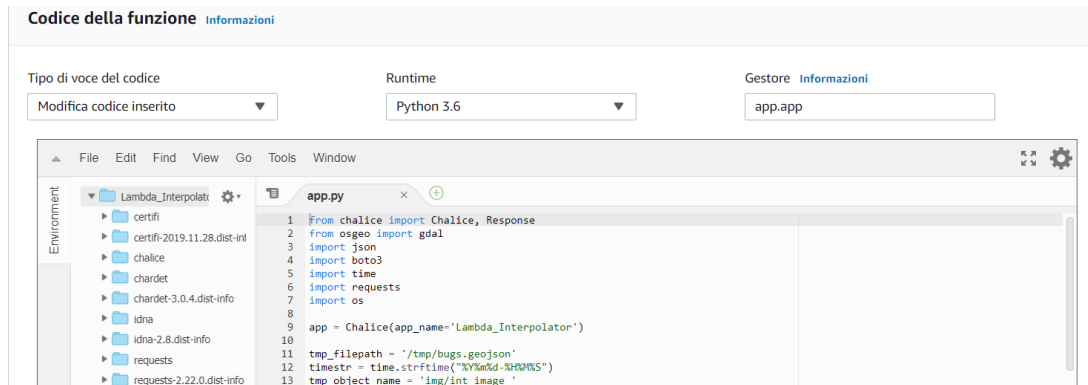 Codice della funzione Informazioni
Tipo di voce del codice Runtime Gestore Informazioni
Modifica codice inserito Python 3.6 app.app
File Edit Find View Go Tools Window
Environment
Lambda_Interpolato
certifi
certifi-2019.11.28.dist-inf
chalice
chardet
chardet-3.0.4.dist-info
idna
idna-2.8.dist-info
requests
requests-2.22.0.dist-info
app.py
1 from chalice import Chalice, Response
2 from osgeo import gdal
3 import json
4 import boto3
5 import time
6 import requests
7 import os
8
9 app = Chalice(app_name='Lambda_Interpolator')
10
11 tmp_filepath = '/tmp/bugs.geojson'
12 timestr = time.strftime("%Y%m%d-%H%M%S")
13 tmp_object_name = 'img/int_image_'